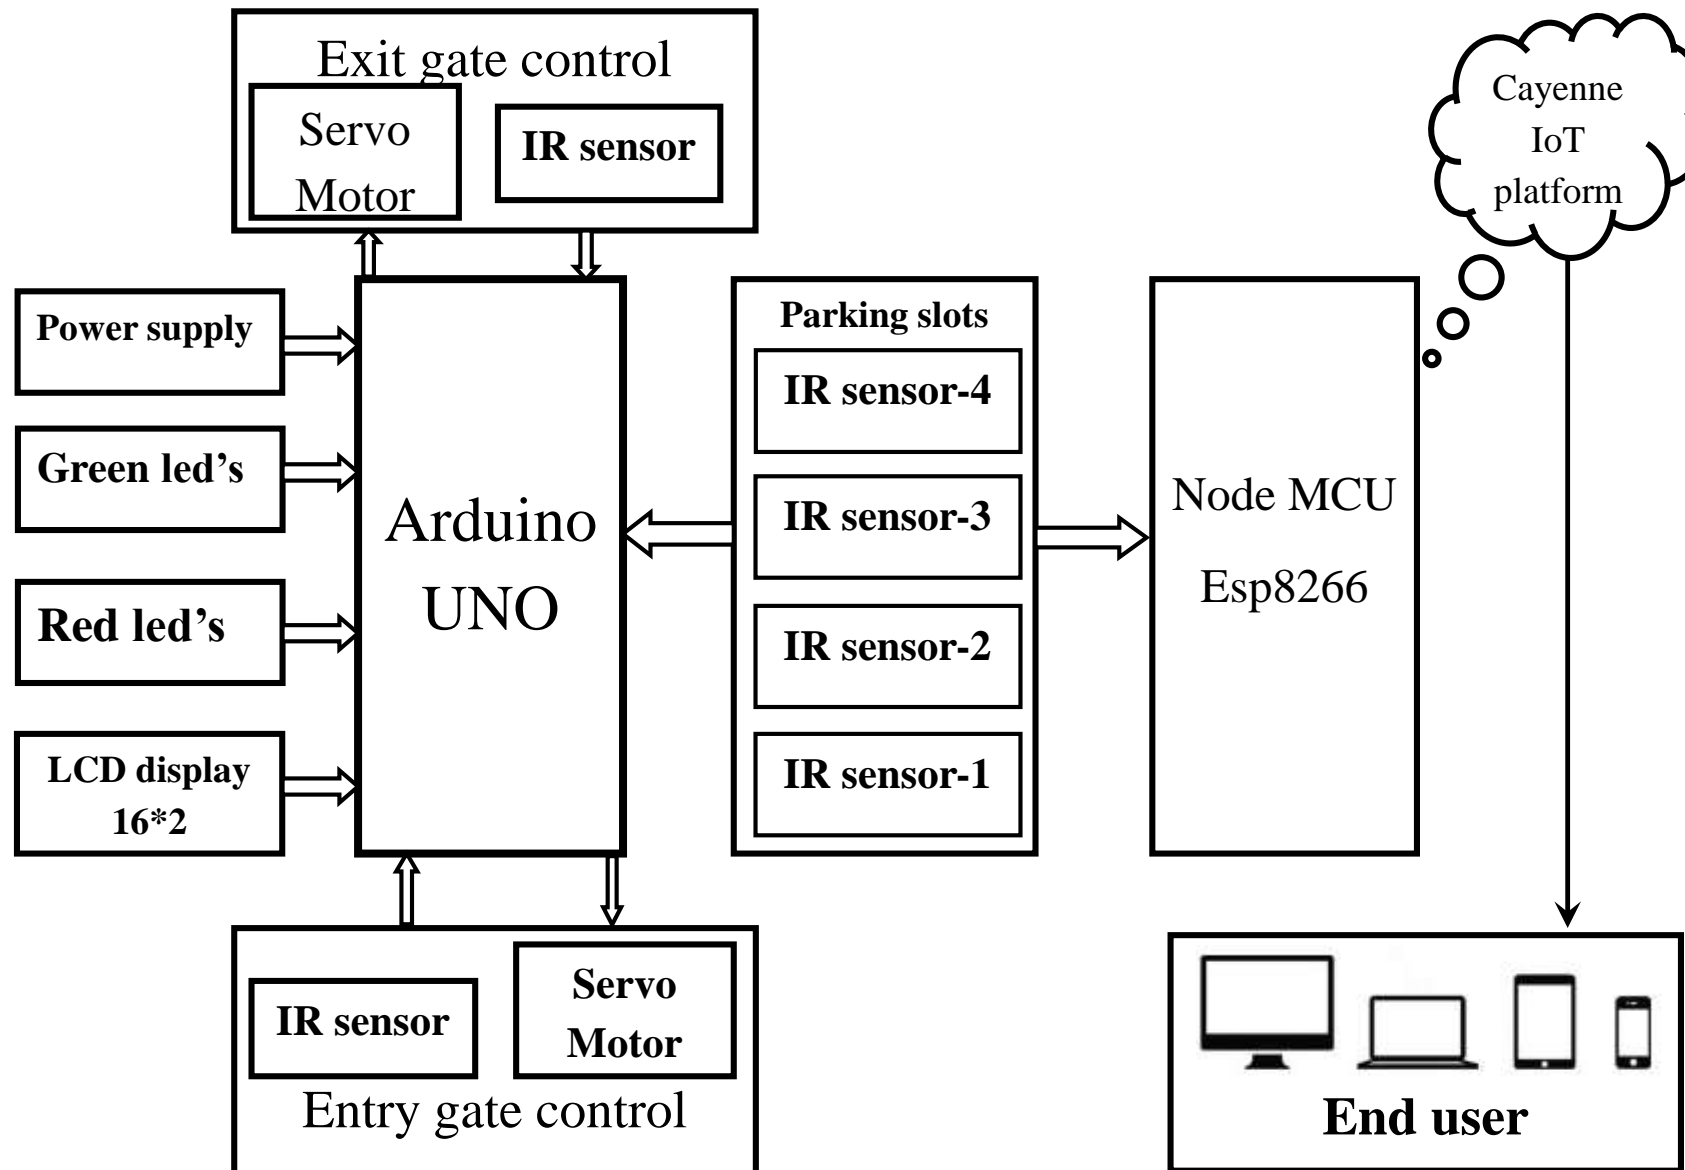 Exit gate control
Servo
Motor
IR sensor
Cayenne
IoT
platform
Power supply
Green led’s
Red led’s
LCD display
16*2
Arduino
UNO
Parking slots
IR sensor-4
IR sensor-3
IR sensor-2
IR sensor-1
Node MCU
Esp8266
IR sensor
Servo
Motor
Entry gate control
End user